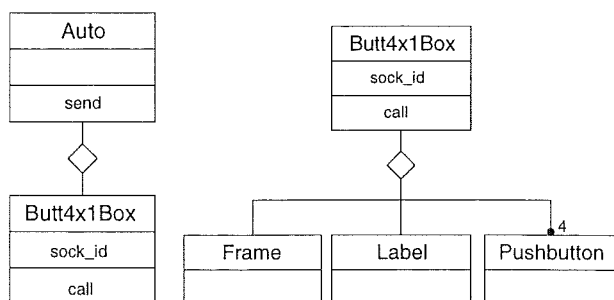 Auto
send
Butt4x1Box
sock_id
call
Butt4x1Box
sock_id
call
4
Frame
Label
Pushbutton